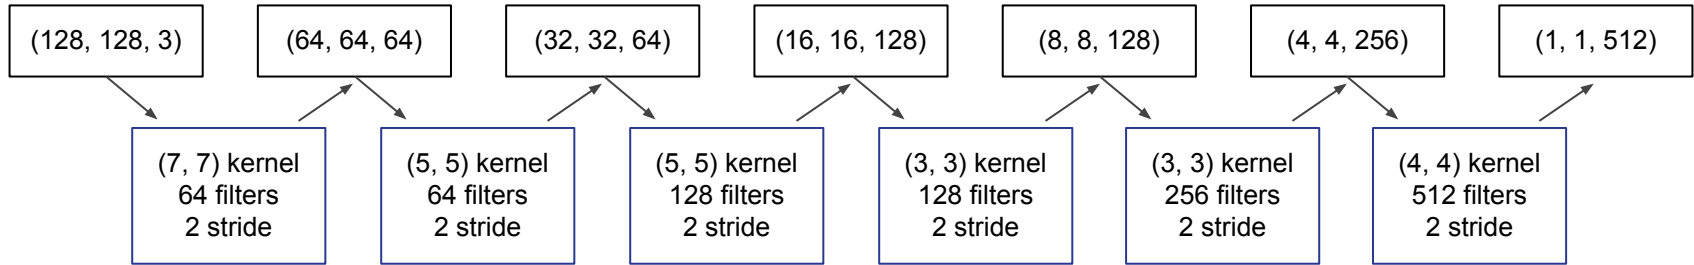 (128, 128, 3)
(64, 64, 64)
(32, 32, 64)
(16, 16, 128)
(8, 8, 128)
(4, 4, 256)
(1, 1, 512)
(7, 7) kernel
64 filters
2 stride
(5, 5) kernel
64 filters
2 stride
(5, 5) kernel
128 filters
2 stride
(3, 3) kernel
128 filters
2 stride
(3, 3) kernel
256 filters
2 stride
(4, 4) kernel
512 filters
2 stride